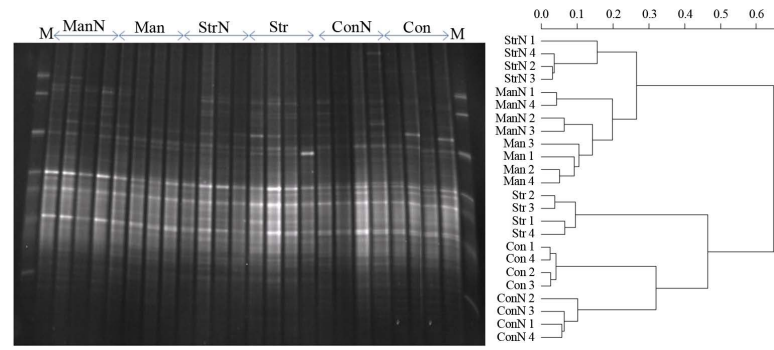 M ManN Man StrN Str ConN Con M
0.0 0.1 0.2 0.3 0.4 0.5 0.6
StrN 1
StrN 4
StrN 2
StrN 3
ManN 1
ManN 4
ManN 2
ManN 3
Man 3
Man 1
Man 2
Man 4
Str 2
Str 3
Str 1
Str 4
Con 1
Con 4
Con 2
Con 3
ConN 2
ConN 3
ConN 1
ConN 4